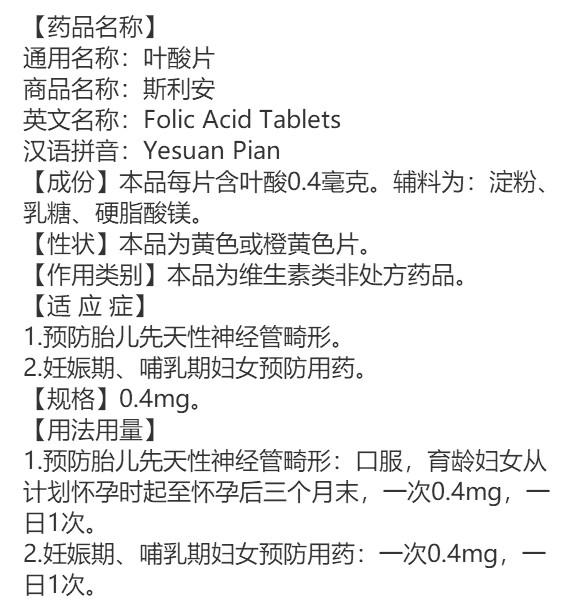 【药品名称】
通用名称：叶酸片
商品名称：斯利安
英文名称：Folic Acid Tablets
汉语拼音：Yesuan Pian
【成份】本品每片含叶酸0.4毫克。辅料为：淀粉、
乳糖、硬脂酸镁。
【性状】本品为黄色或橙黄色片。
【作用类别】本品为维生素类非处方药品。
【适 应 症】
1.预防胎儿先天性神经管畸形。
2.妊娠期、哺乳期妇女预防用药。
【规格】0.4mg。
【用法用量】
1.预防胎儿先天性神经管畸形：口服，育龄妇女从
计划怀孕时起至怀孕后三个月末，一次0.4mg，一
日1次。
2.妊娠期、哺乳期妇女预防用药：一次0.4mg，一
日1次。